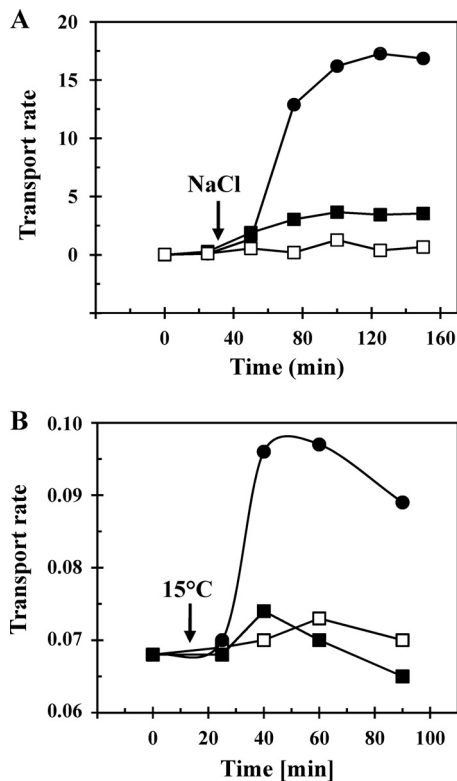 A
20
15
10
5
0
Transport rate
NaCl
0 40 80 120 160
Time (min)
B
0.10
0.09
0.08
0.07
0.06
Transport rate
15°C
0 20 40 60 80 100
Time [min]